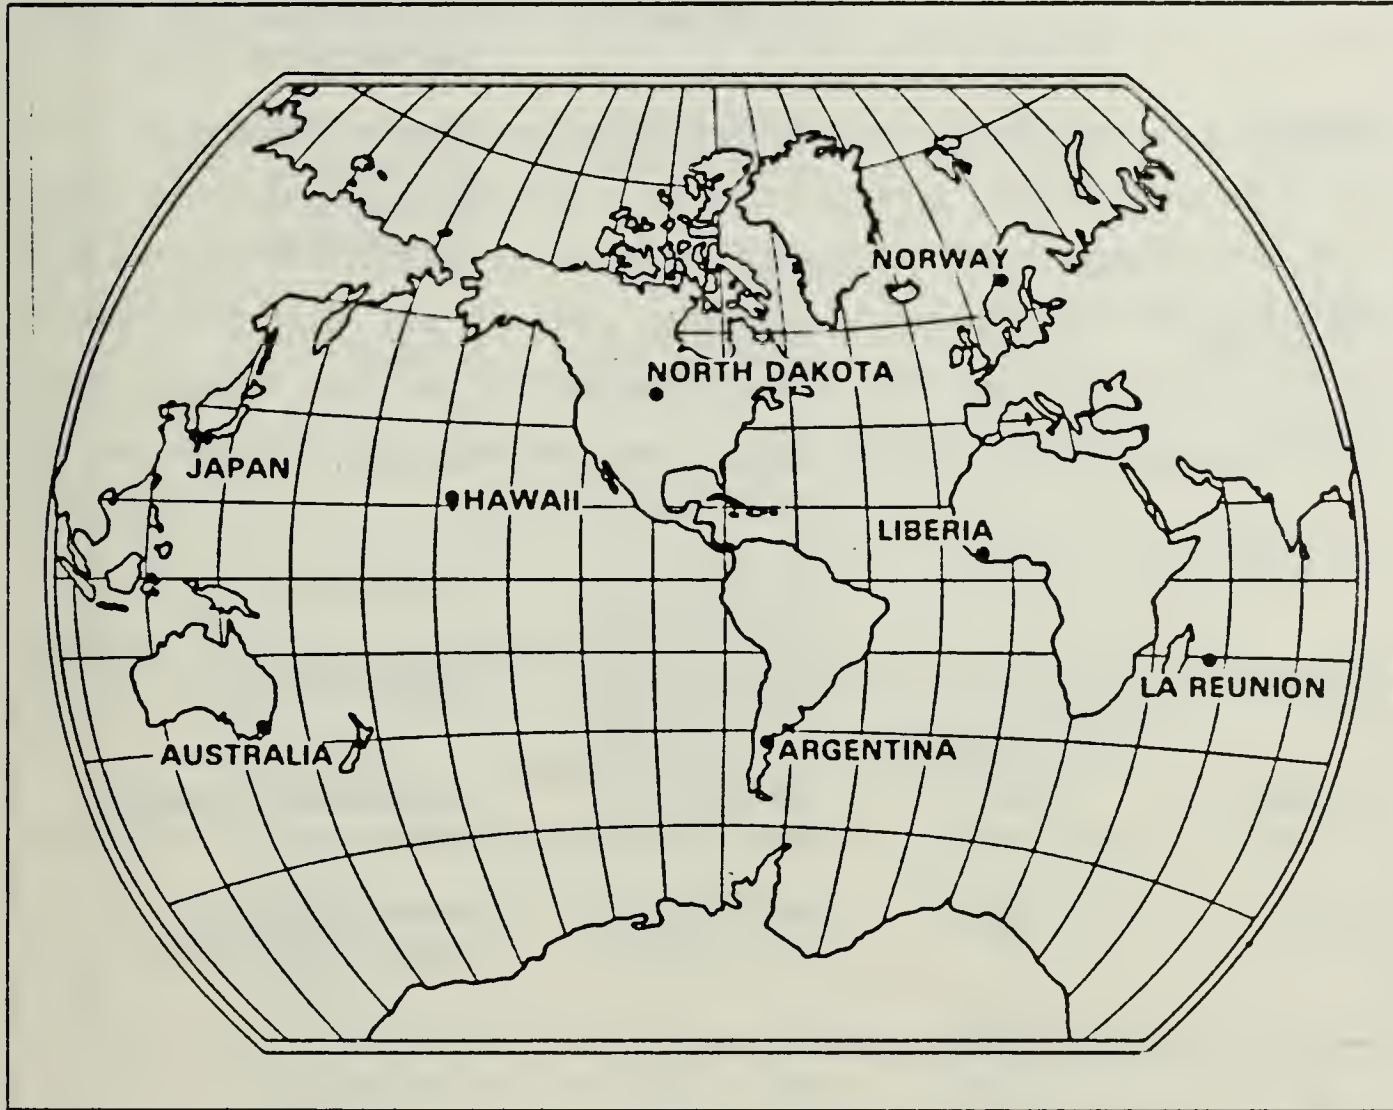 NORWAY
NORTH DAKOTA
JAPAN
HAWAII
LIBERIA
LA REUNION
AUSTRALIA
ARGENTINA